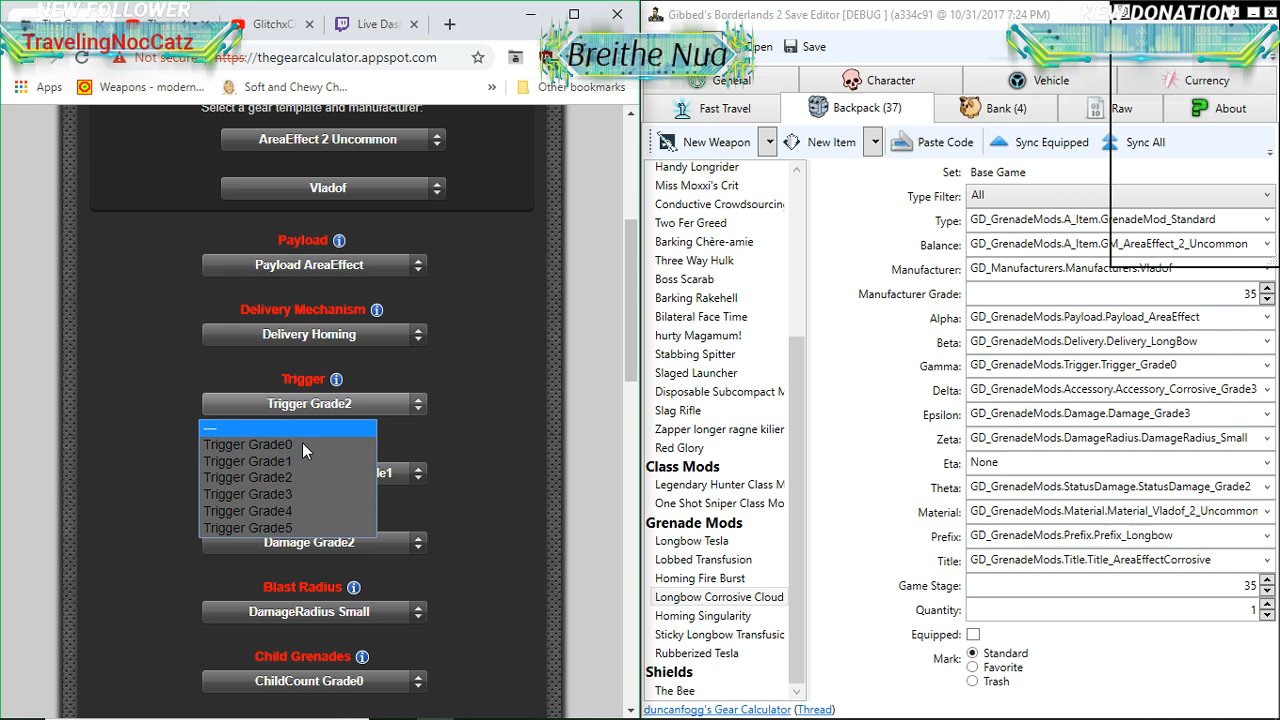 NEW FOLLOWER
TravelingNocCatz
GlitchxC
Live Das
Not secure
https://thegearcalculator.appspot.com
Apps
Wallpapers - modern...
Soft and Chewy Ch...
»
Other bookmarks
Breithe Nua
AreaEffect 2 Uncommon
Vladof
Payload
Payload AreaEffect
Delivery Mechanism
Delivery Homing
Trigger
Trigger Grade2
---
Trigger Grade0
Trigger Grade1
Trigger Grade2
Trigger Grade3
Trigger Grade4
Trigger Grade5
Damage Grade2
Blast Radius
DamageRadius Small
Child Grenades
ChildCount Grade0
Gibbed's Borderlands 2 Save Editor [DEBUG ] (a334c91 @ 10/31/2017 7:24 PM)
NEW DONATION
Open
Save
General
Character
Vehicle
Currency
Fast Travel
Backpack (37)
Bank (4)
Raw
About
New Weapon
New Item
Paste Code
Sync Equipped
Sync All
Handy Longrider
Miss Moxxi's Crit
Conductive Crowdsourcin
Two Fer Greed
Barking Chère-amie
Three Way Hulk
Boss Scarab
Barking Rakehell
Bilateral Face Time
hurty Magamum!
Stabbing Spitter
Slaged Launcher
Disposable Subcompact M
Slag Rifle
Zapper longer ragne killer
Red Glory
Class Mods
Legendary Hunter Class M
One Shot Sniper Class Mo
Grenade Mods
Longbow Tesla
Lobbed Transfusion
Homing Fire Burst
Longbow Corrosive Cloud
Homing Singularity
Sticky Longbow Transfusio
Rubberized Tesla
Shields
The Bee
duncanfogg's Gear Calculator (Thread)
Set: Base Game
Type Filter: All
Type: GD_GrenadeMods.A_Item.GrenadeMod_Standard
Balance: GD_GrenadeMods.A_Item.GM_AreaEffect_2_Uncommon
Manufacturer: GD_Manufacturers.Manufacturers.Vladof
Manufacturer Grade: 35
Alpha: GD_GrenadeMods.Payload.Payload_AreaEffect
Beta: GD_GrenadeMods.Delivery.Delivery_LongBow
Gamma: GD_GrenadeMods.Trigger.Trigger_Grade0
Delta: GD_GrenadeMods.Accessory.Accessory_Corrosive_Grade3
Epsilon: GD_GrenadeMods.Damage.Damage_Grade3
Zeta: GD_GrenadeMods.DamageRadius.DamageRadius_Small
Eta: None
Theta: GD_GrenadeMods.StatusDamage.StatusDamage_Grade2
Material: GD_GrenadeMods.Material.Material_Vladof_2_Uncommon
Prefix: GD_GrenadeMods.Prefix.Prefix_Longbow
Title: GD_GrenadeMods.Title.Title_AreaEffectCorrosive
Game Stage: 35
Quantity: 1
Equipped:
Mark: Standard
Favorite
Trash